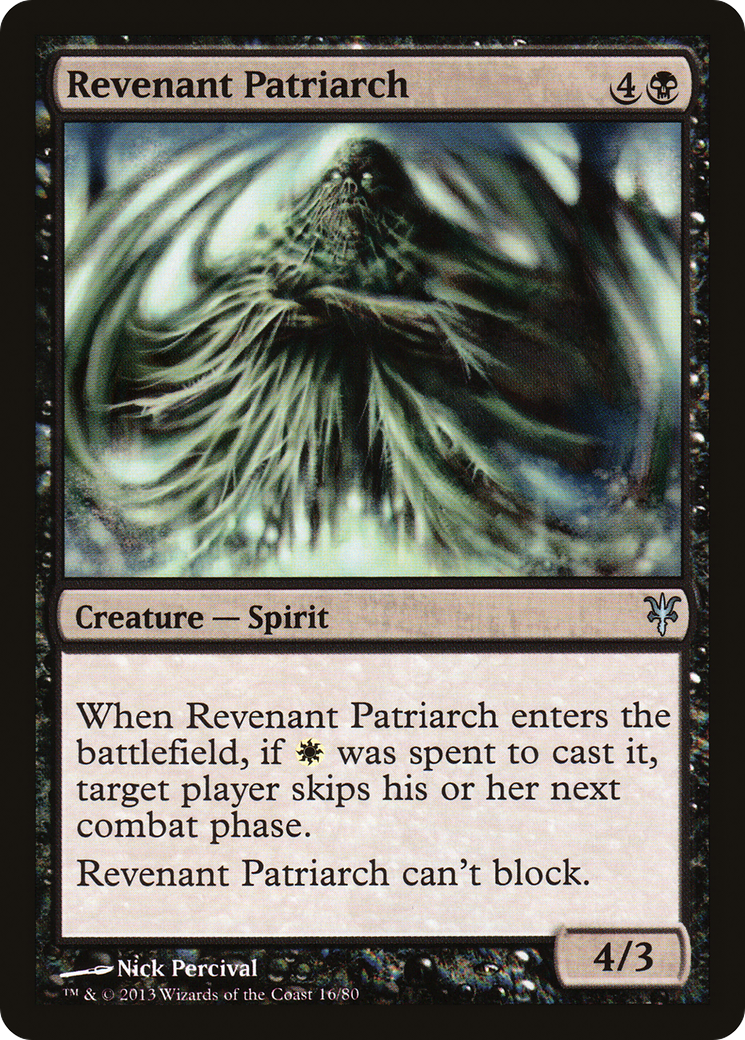 Revenant Patriarch 4
Creature — Spirit
When Revenant Patriarch enters the
battlefield, if was spent to cast it,
target player skips his or her next
combat phase.
Revenant Patriarch can't block.
4/3
Nick Percival
™ & © 2013 Wizards of the Coast 16/80